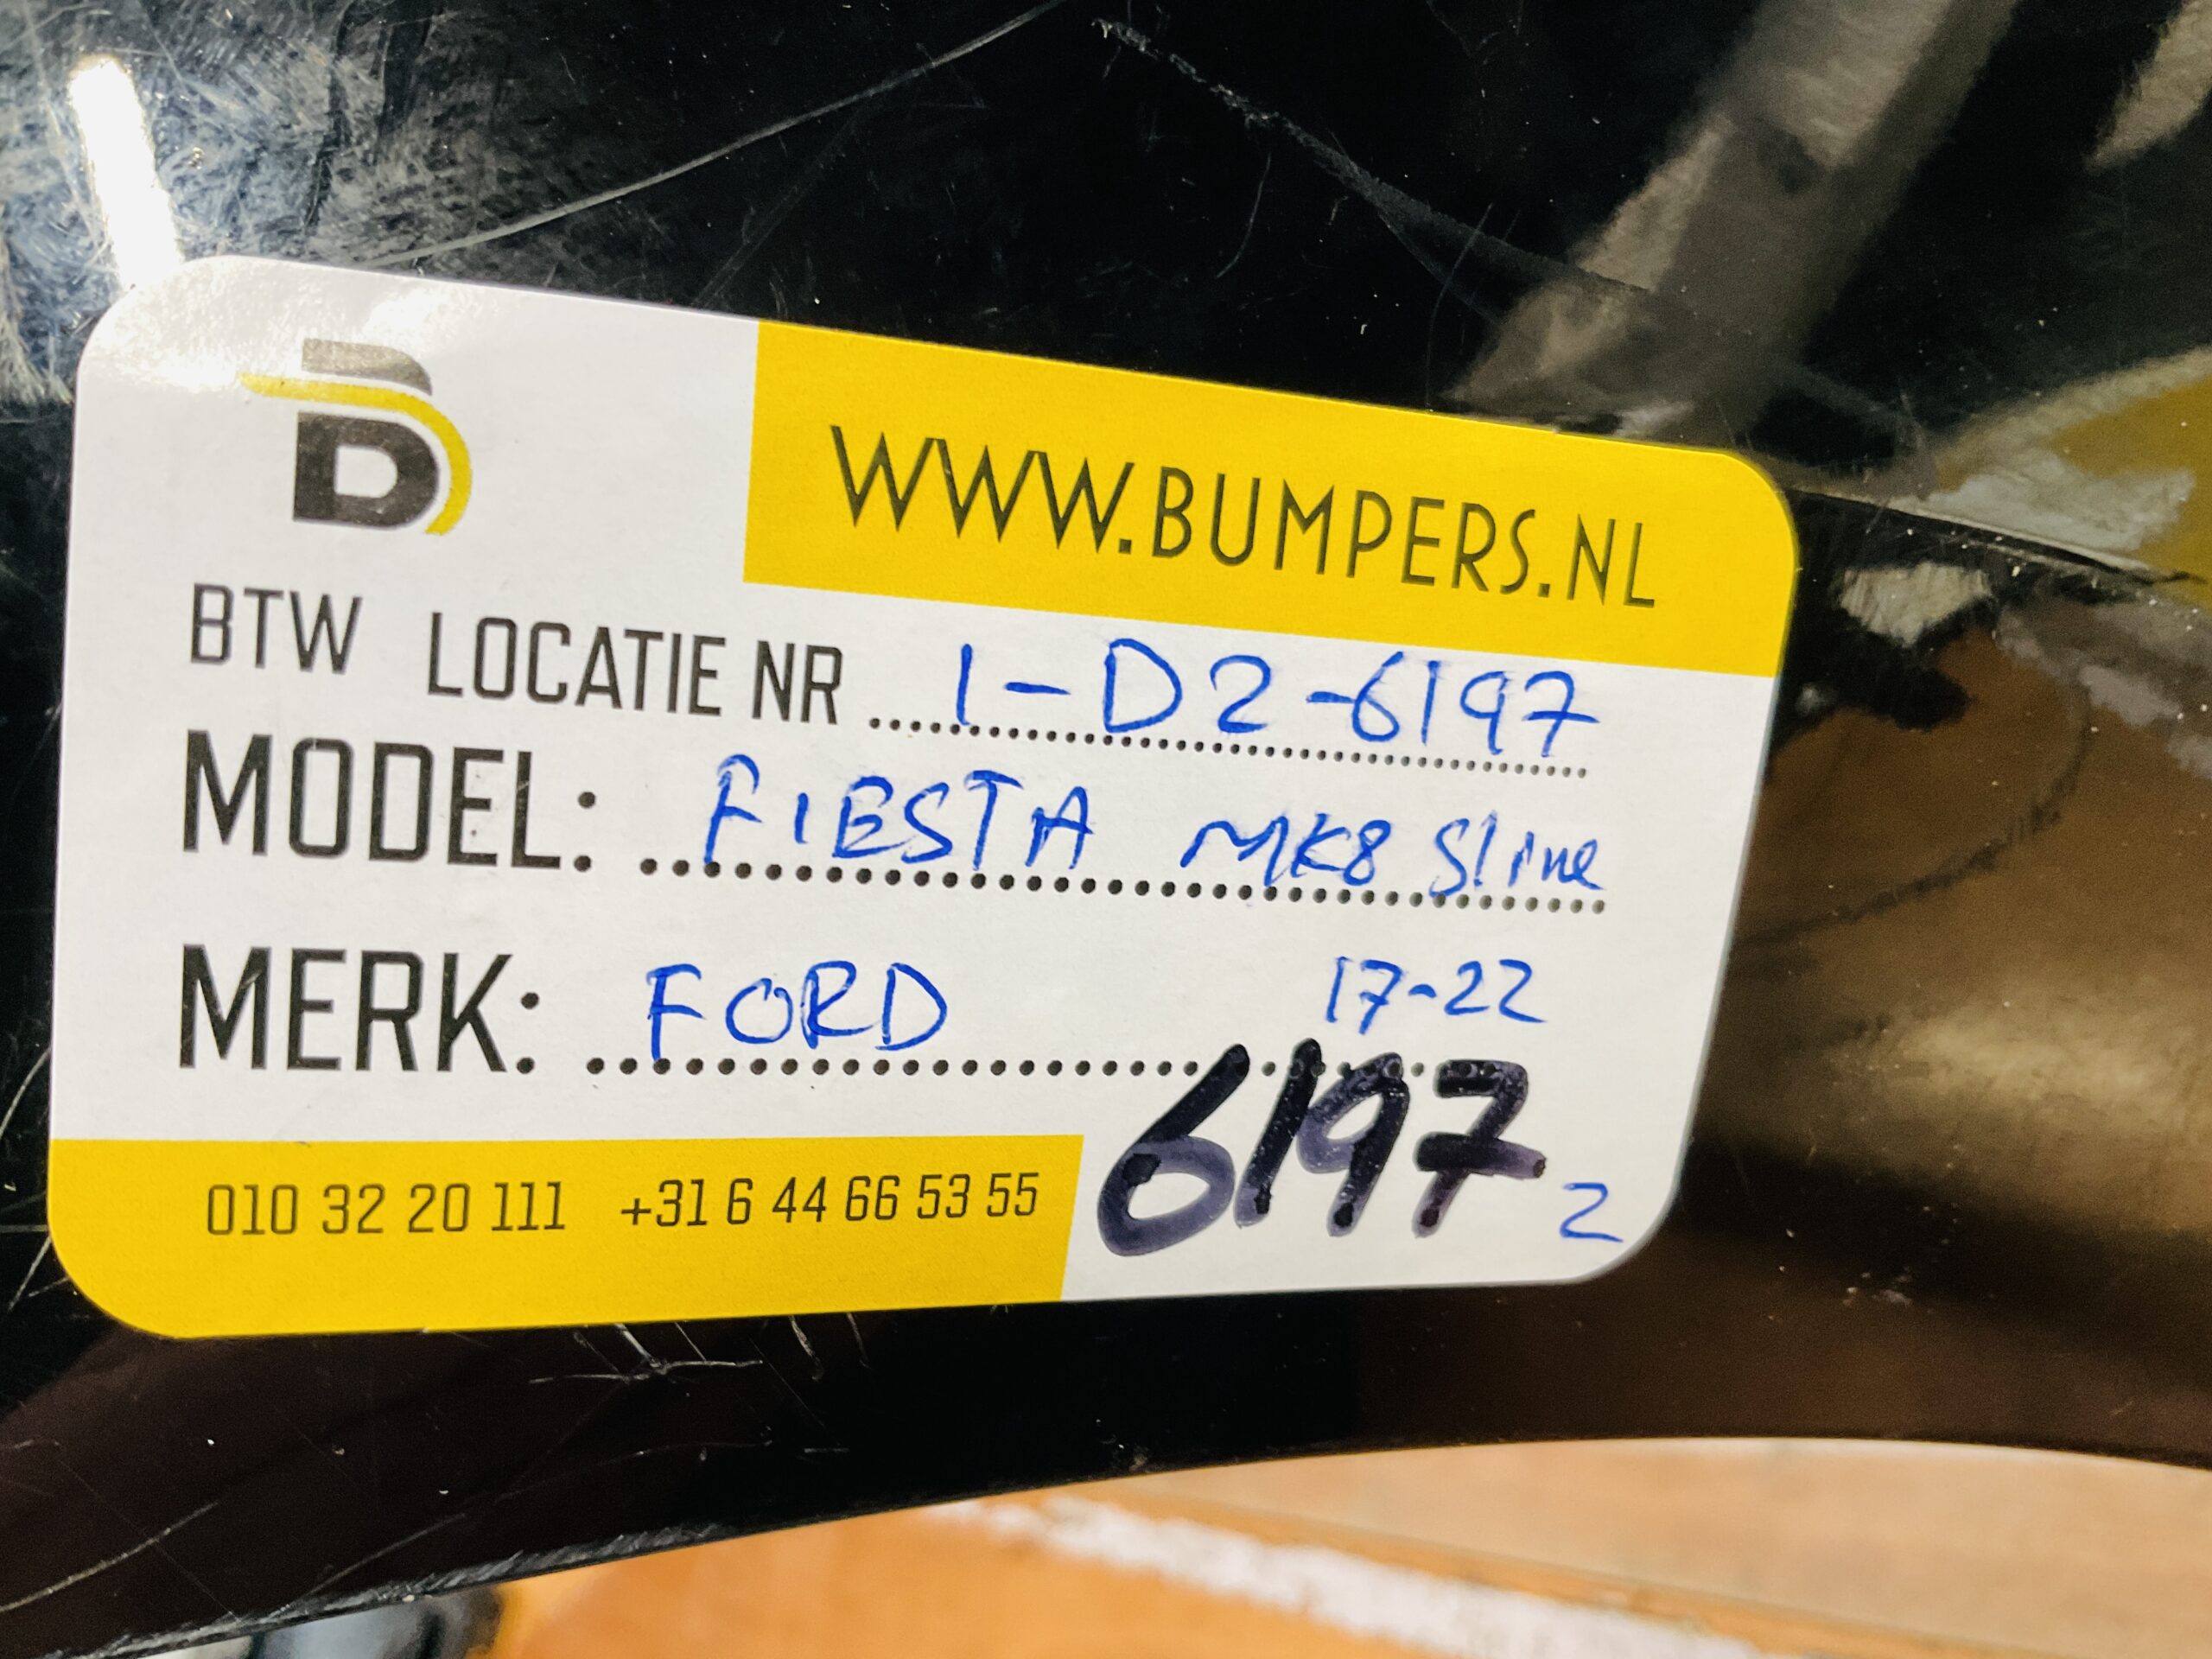 B
WWW.BUMPERS.NL
BTW LOCATIE NR 1-D2-6197
MODEL: FIESTA MK8 Sline
MERK: FORD 17-22
6197 2
010 32 20 111 +31 6 44 66 53 55